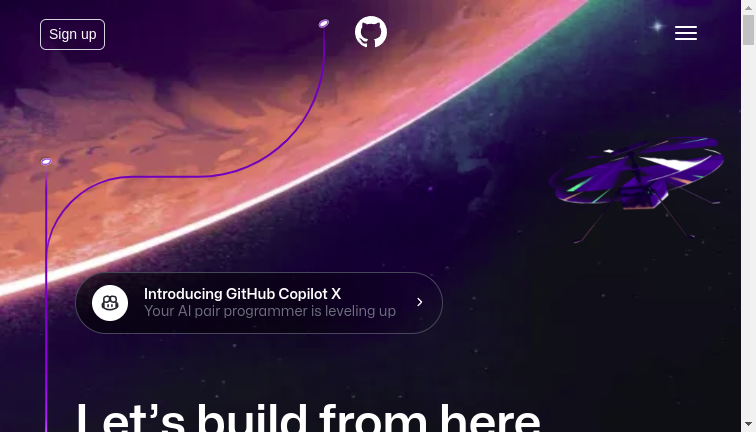 Sign up
Introducing GitHub Copilot X
Your AI pair programmer is leveling up
Let's build from here